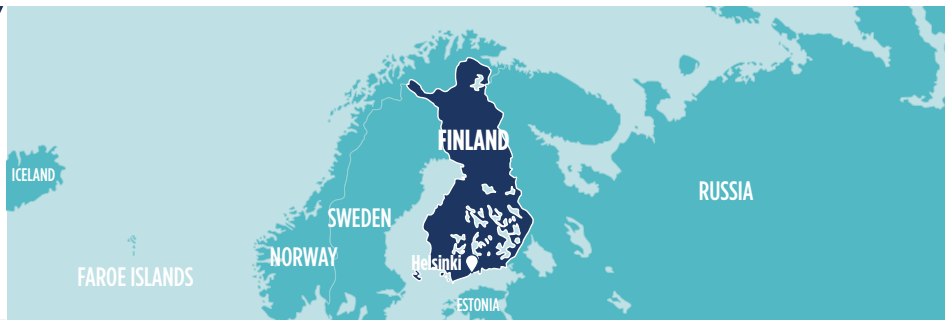 FINLAND
ICELAND
RUSSIA
SWEDEN
NORWAY
Helsinki
FAROE ISLANDS
ESTONIA